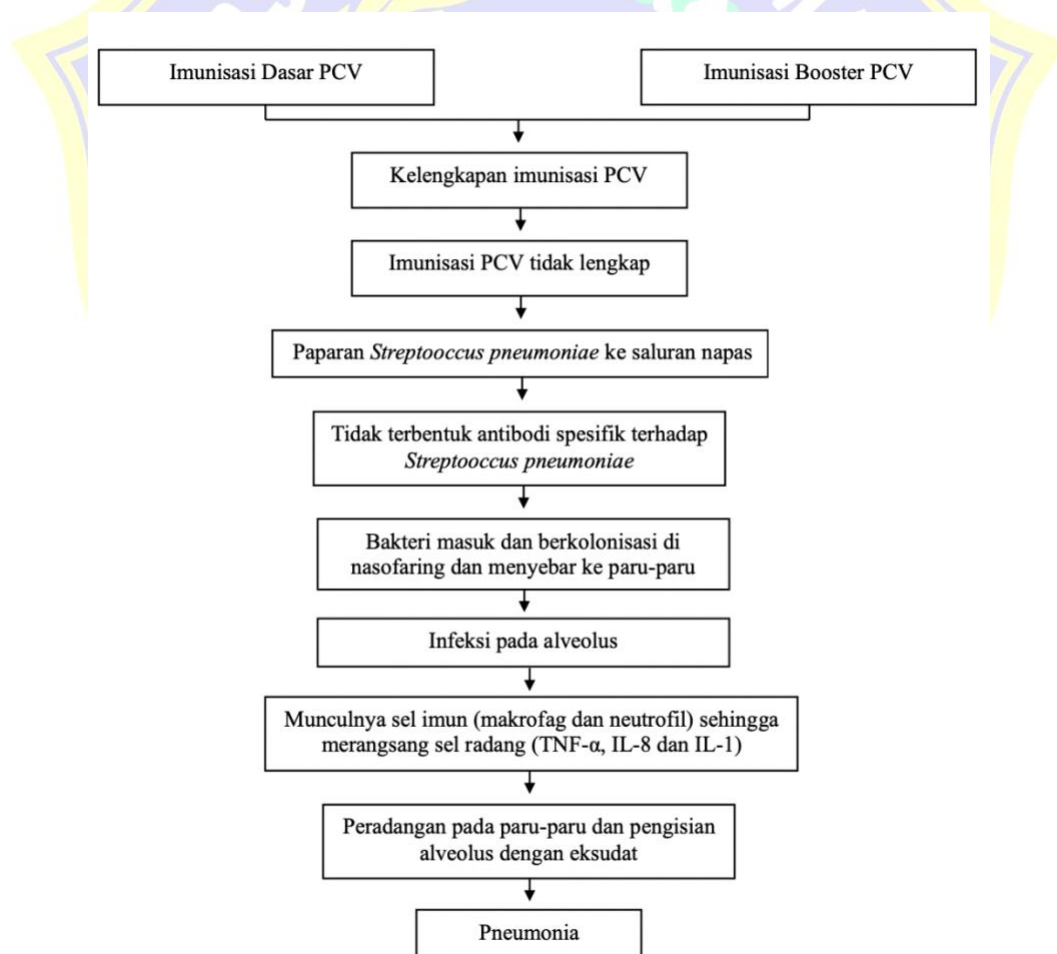 Imunisasi Dasar PCV
Imunisasi Booster PCV
Kelengkapan imunisasi PCV
Imunisasi PCV tidak lengkap
Paparan Streptooccus pneumoniae ke saluran napas
Tidak terbentuk antibodi spesifik terhadap
Streptooccus pneumoniae
Bakteri masuk dan berkolonisasi di
nasofaring dan menyebar ke paru-paru
Infeksi pada alveolus
Munculnya sel imun (makrofag dan neutrofil) sehingga
merangsang sel radang (TNF-α, IL-8 dan IL-1)
Peradangan pada paru-paru dan pengisian
alveolus dengan eksudat
Pneumonia